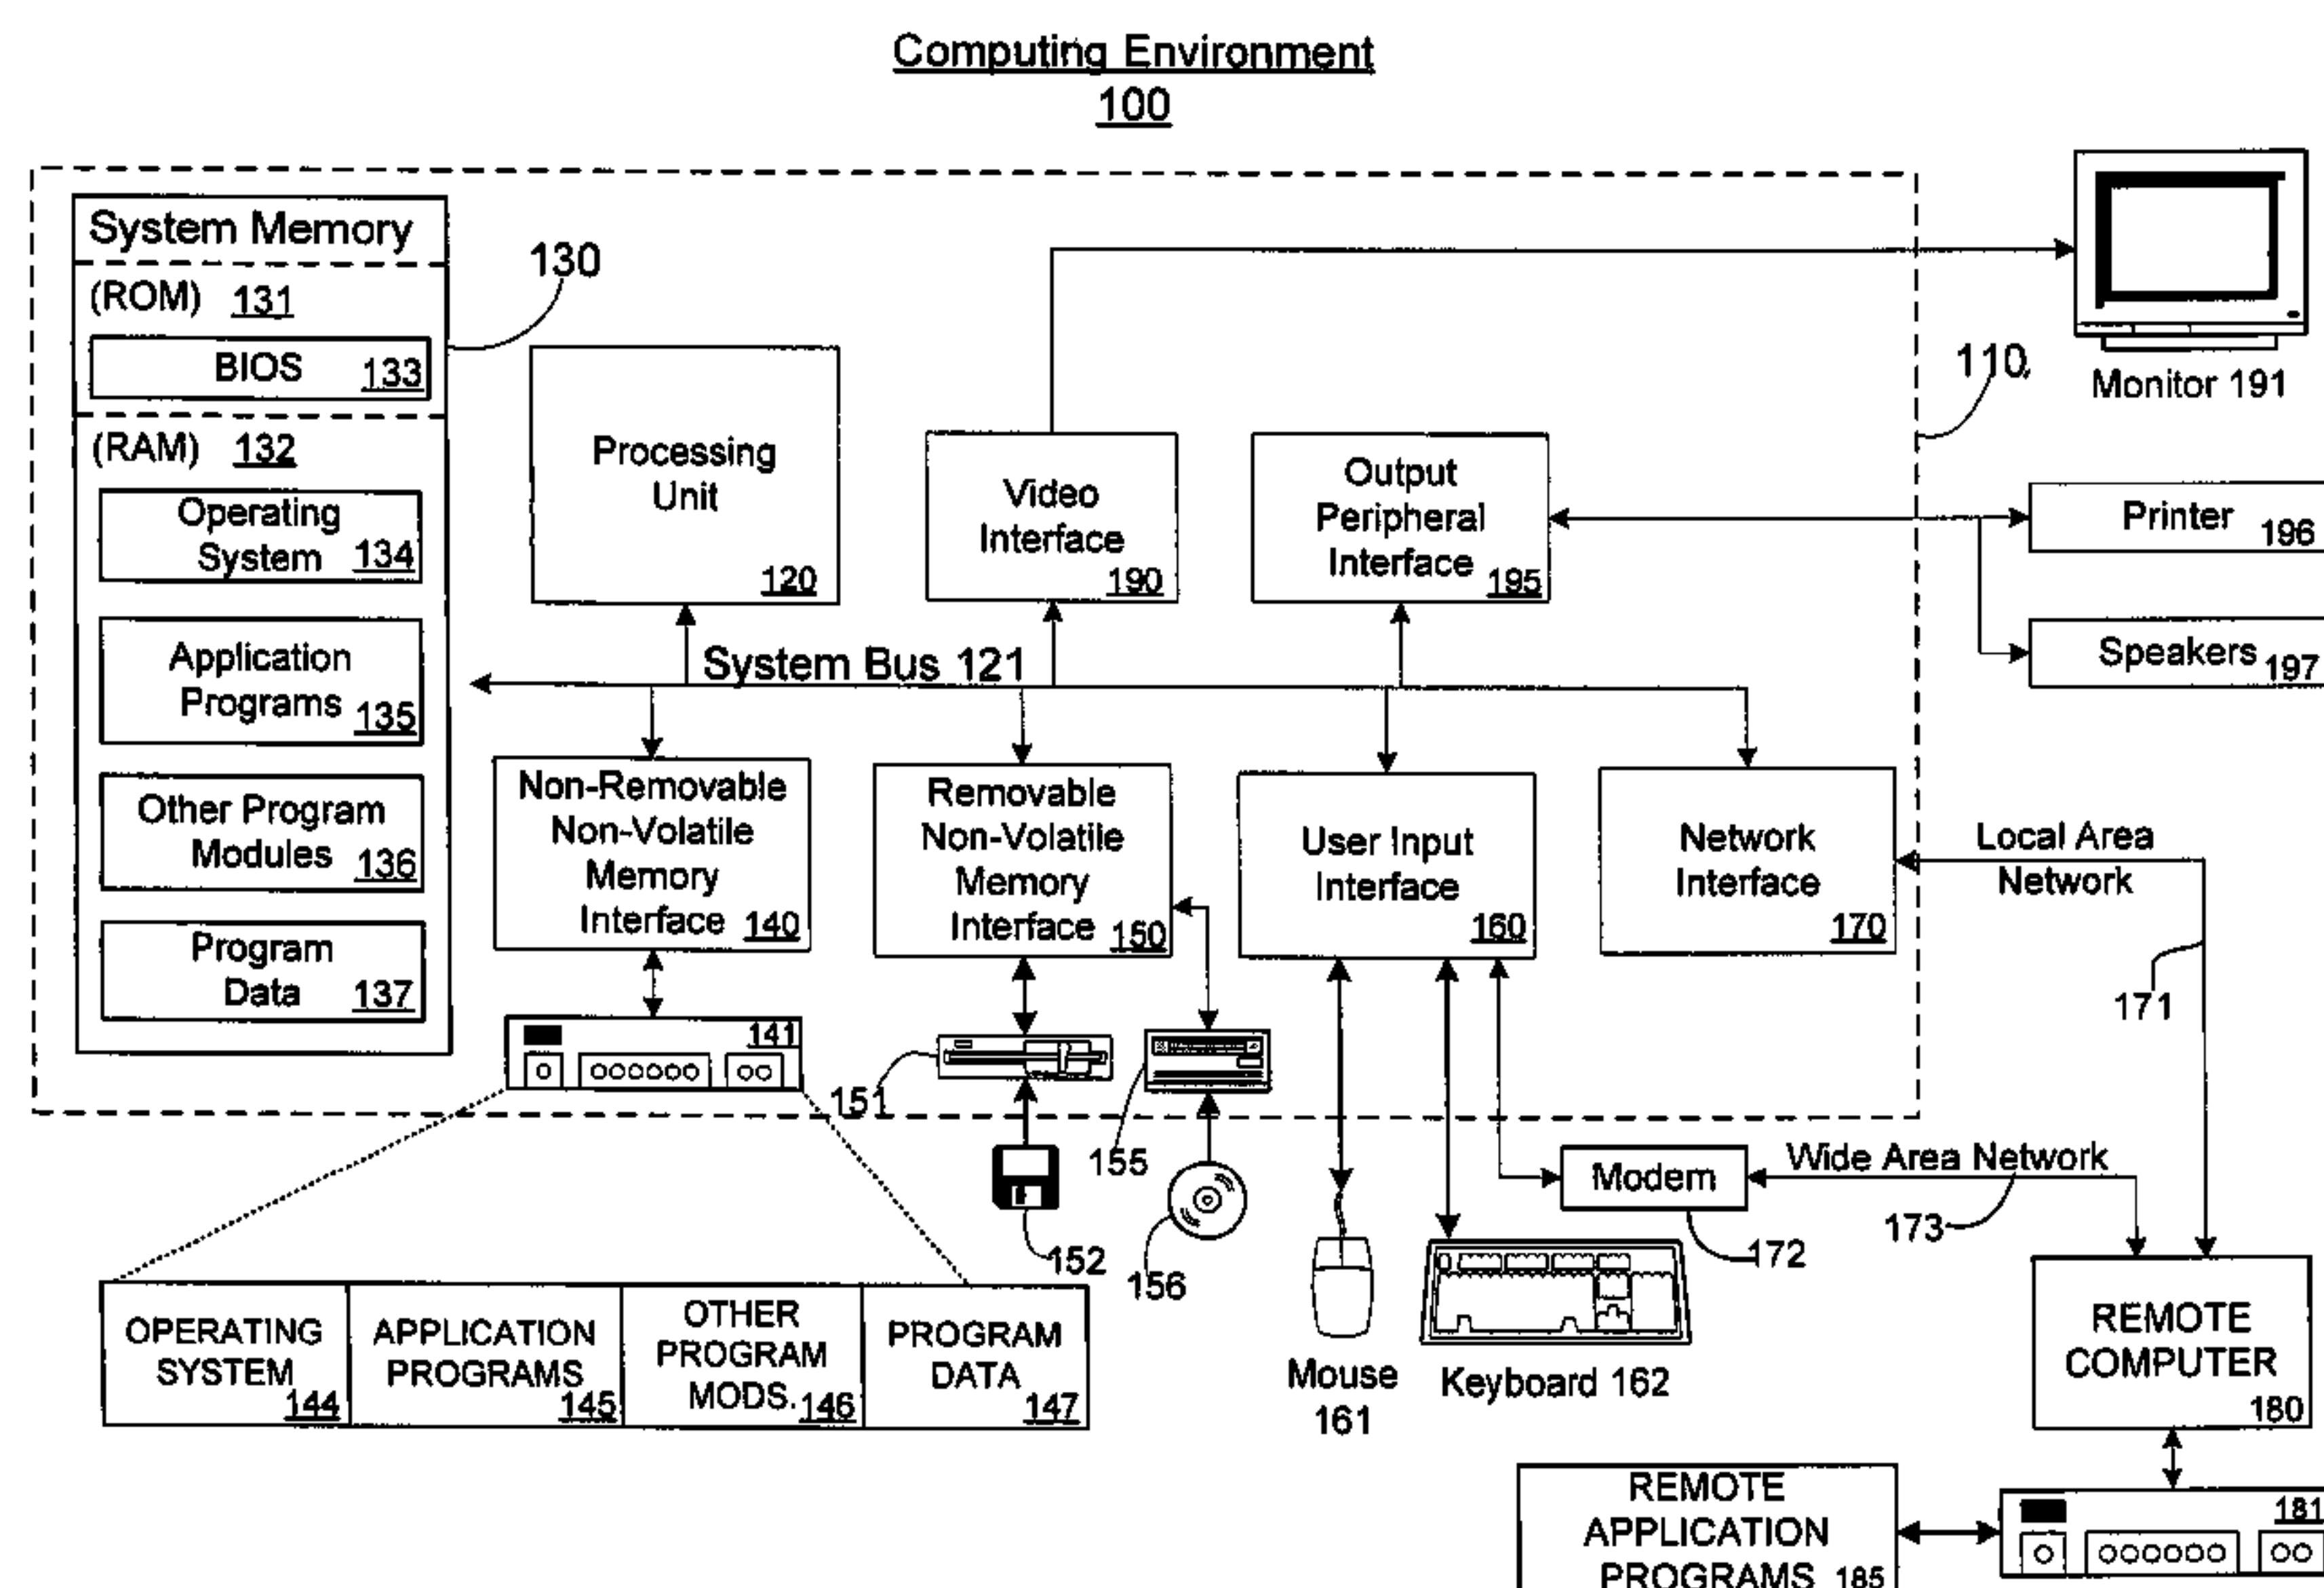 Computing Environment
100
System Memory
(ROM) 131
BIOS 133
(RAM) 132
Operating
System 134
Application
Programs 135
Other Program
Modules 136
Program
Data 137
130
Processing
Unit
120
Video
Interface
190
Output
Peripheral
Interface 195
110
Monitor 191
Printer 196
Speakers 197
System Bus 121
Non-Removable
Non-Volatile
Memory
Interface 140
Removable
Non-Volatile
Memory
Interface 150
User Input
Interface
160
Network
Interface
170
Local Area
Network
171
141
151
152
155
156
Modem
172
Wide Area Network
173
OPERATING
SYSTEM
144
APPLICATION
PROGRAMS
145
OTHER
PROGRAM
MODS. 146
PROGRAM
DATA
147
Mouse
161
Keyboard 162
REMOTE
COMPUTER
180
REMOTE
APPLICATION
PROGRAMS 185
181